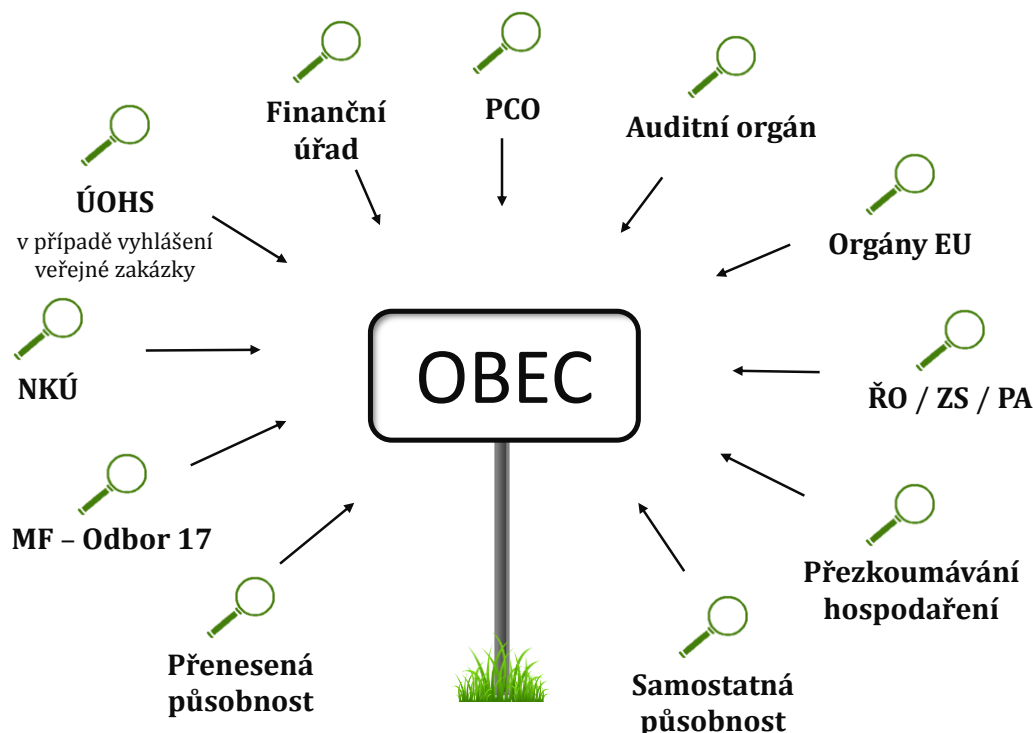 Finanční
úřad
PCO
Auditní orgán
ÚOHS
v případě vyhlášení
veřejné zakázky
Orgány EU
NKÚ
OBEC
ŘO / ZS / PA
MF – Odbor 17
Přezkoumávání
hospodaření
Přenesená
působnost
Samostatná
působnost